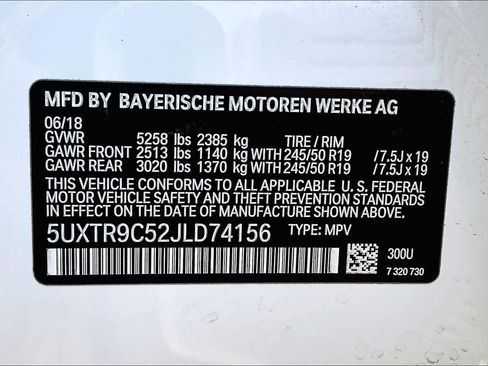 MFD BY BAYERISCHE MOTOREN WERKE AG
06/18
GVWR 5258 lbs 2385 kg TIRE / RIM
GAWR FRONT 2513 lbs 1140 kg WITH 245/50 R19 /7.5J x 19
GAWR REAR 3020 lbs 1370 kg WITH 245/50 R19 /7.5J x 19
THIS VEHICLE CONFORMS TO ALL APPLICABLE U. S. FEDERAL
MOTOR VEHICLE SAFETY AND THEFT PREVENTION STANDARDS
IN EFFECT ON THE DATE OF MANUFACTURE SHOWN ABOVE.
5UXTR9C52JLD74156 TYPE: MPV
300U
7 320 730